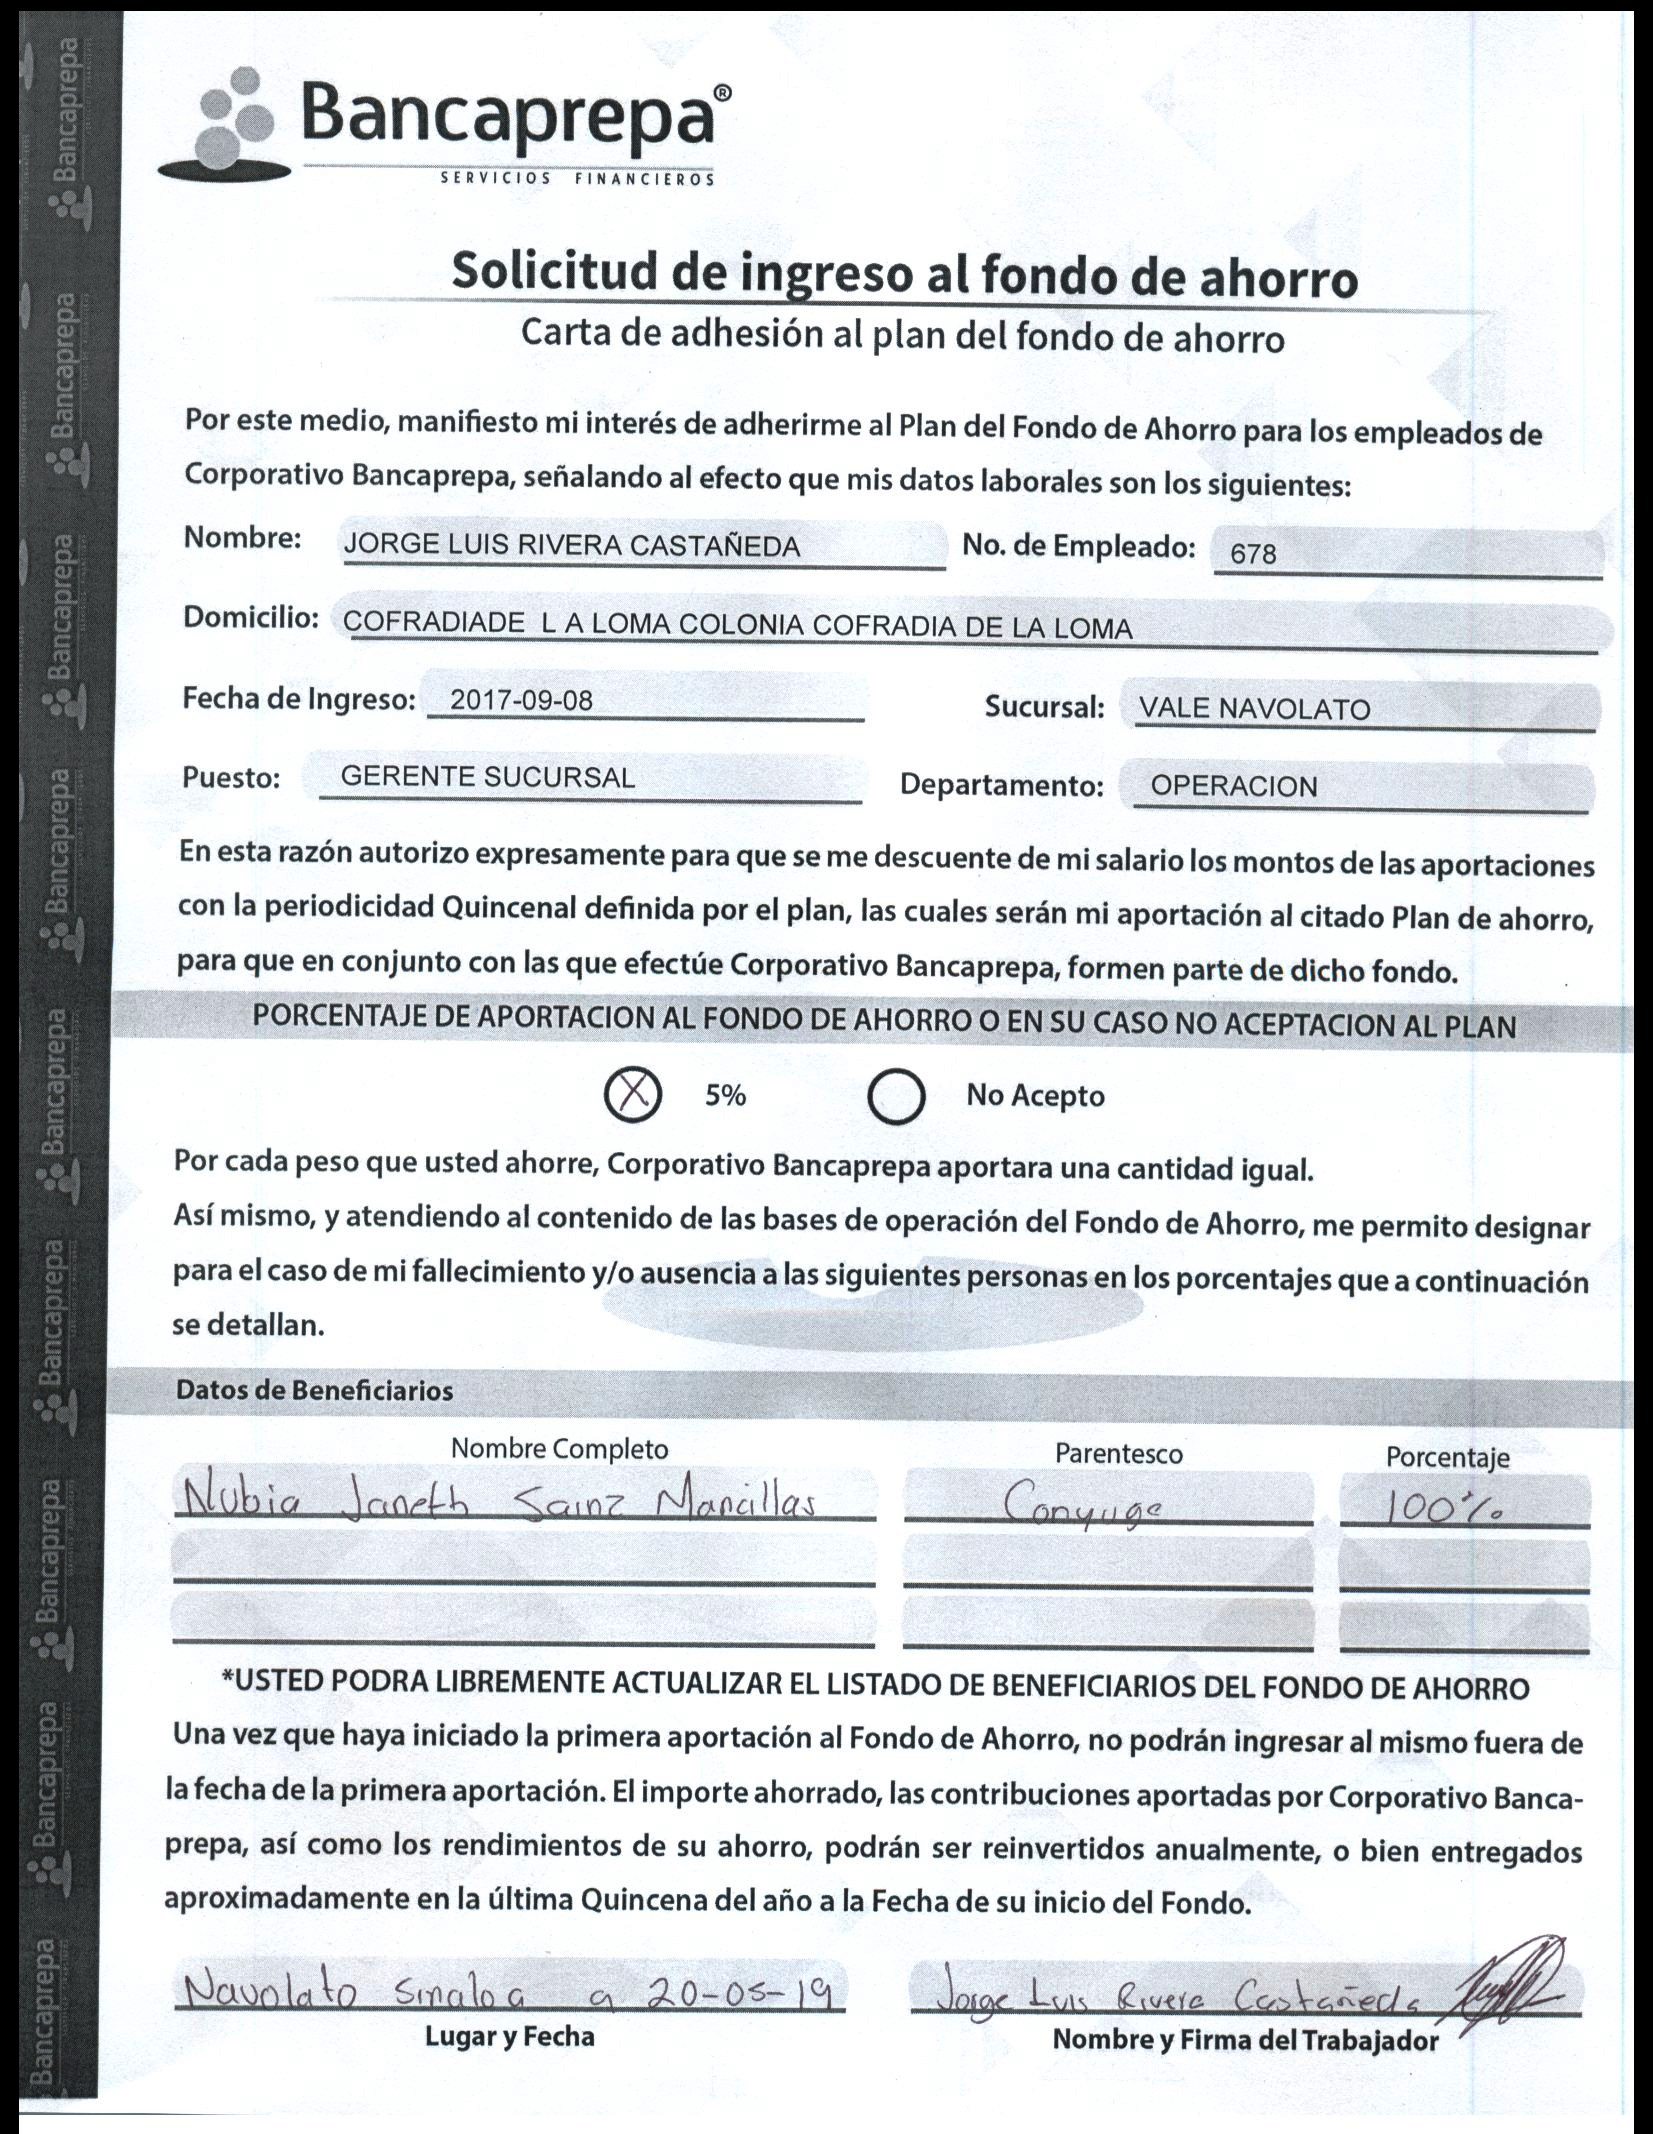 Bancaprepa®
SERVICIOS FINANCIEROS
Solicitud de ingreso al fondo de ahorro
Carta de adhesión al plan del fondo de ahorro
Por este medio, manifiesto mi interés de adherirme al Plan del Fondo de Ahorro para los empleados de
Corporativo Bancaprepa, señalando al efecto que mis datos laborales son los siguientes:
Nombre: JORGE LUIS RIVERA CASTAÑEDA No. de Empleado: 678
Domicilio: COFRADIADE L A LOMA COLONIA COFRADIA DE LA LOMA
Fecha de Ingreso: 2017-09-08 Sucursal: VALE NAVOLATO
Puesto: GERENTE SUCURSAL Departamento: OPERACION
En esta razón autorizo expresamente para que se me descuente de mi salario los montos de las aportaciones
con la periodicidad Quincenal definida por el plan, las cuales serán mi aportación al citado Plan de ahorro,
para que en conjunto con las que efectúe Corporativo Bancaprepa, formen parte de dicho fondo.
PORCENTAJE DE APORTACION AL FONDO DE AHORRO O EN SU CASO NO ACEPTACION AL PLAN
X 5% No Acepto
Por cada peso que usted ahorre, Corporativo Bancaprepa aportara una cantidad igual.
Así mismo, y atendiendo al contenido de las bases de operación del Fondo de Ahorro, me permito designar
para el caso de mi fallecimiento y/o ausencia a las siguientes personas en los porcentajes que a continuación
se detallan.
Datos de Beneficiarios
Nombre Completo Parentesco Porcentaje
Nubia Janeth Sainz Mancillas Conyuge 100%
*USTED PODRA LIBREMENTE ACTUALIZAR EL LISTADO DE BENEFICIARIOS DEL FONDO DE AHORRO
Una vez que haya iniciado la primera aportación al Fondo de Ahorro, no podrán ingresar al mismo fuera de
la fecha de la primera aportación. El importe ahorrado, las contribuciones aportadas por Corporativo Banca-
prepa, así como los rendimientos de su ahorro, podrán ser reinvertidos anualmente, o bien entregados
aproximadamente en la última Quincena del año a la Fecha de su inicio del Fondo.
Navolato Sinaloa a 20-05-19 Jorge Luis Rivera Castañeda
Lugar y Fecha Nombre y Firma del Trabajador
Bancaprepa
Bancaprepa
Bancaprepa
Bancaprepa
Bancaprepa
Bancaprepa
Bancaprepa
Bancaprepa
Bancaprepa